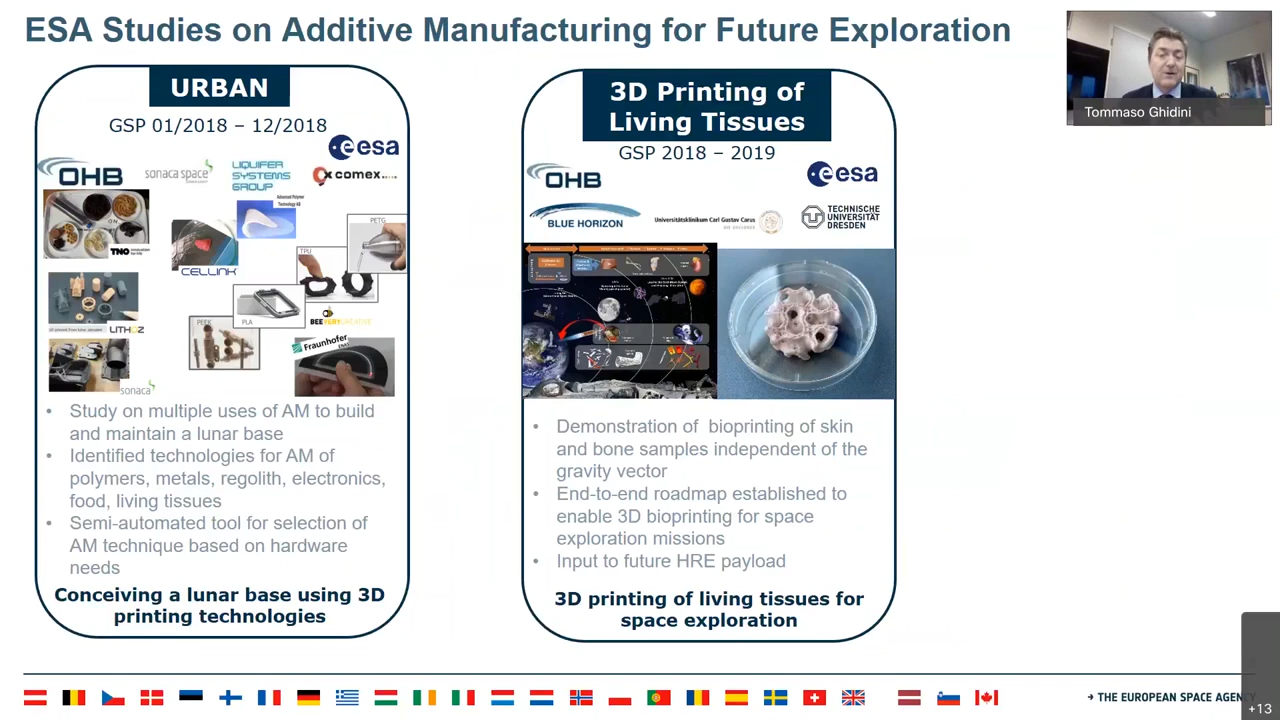 ESA Studies on Additive Manufacturing for Future Exploration
Tommaso Ghidini
URBAN
GSP 01/2018 – 12/2018
esa
OHB
sonaca space
LIQUIFER
SYSTEMS
GROUP
comex
Advanced Polymer
Technology AB
PETG
TNO
CELLINK
TPU
LITHOZ
PLA
BEEVERYCREATIVE
PEEK
Fraunhofer
sonaca
• Study on multiple uses of AM to build
and maintain a lunar base
• Identified technologies for AM of
polymers, metals, regolith, electronics,
food, living tissues
• Semi-automated tool for selection of
AM technique based on hardware
needs
Conceiving a lunar base using 3D
printing technologies
3D Printing of
Living Tissues
GSP 2018 – 2019
OHB
esa
BLUE HORIZON
Universitätsklinikum Carl Gustav Carus
TECHNISCHE
UNIVERSITÄT
DRESDEN
• Demonstration of bioprinting of skin
and bone samples independent of the
gravity vector
• End-to-end roadmap established to
enable 3D bioprinting for space
exploration missions
• Input to future HRE payload
3D printing of living tissues for
space exploration
→ THE EUROPEAN SPACE AGENCY
+13